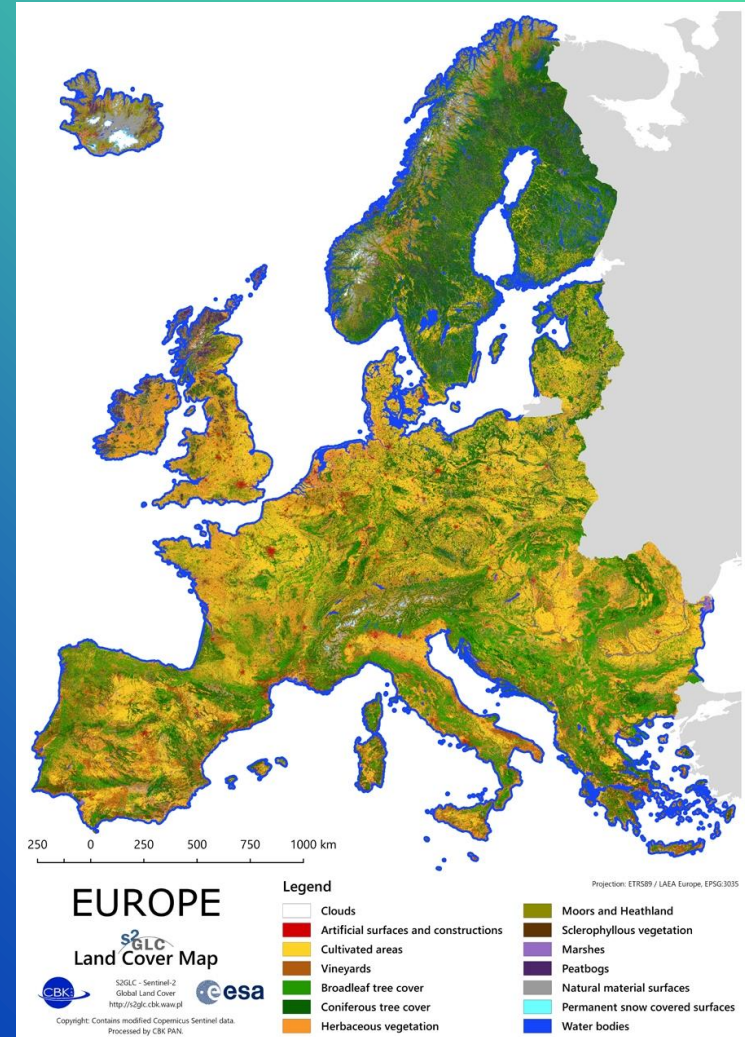 250 0 250 500 750 1000 km
Projection: ETRS89 / LAEA Europe, EPSG:3035
EUROPE
S2GLC
Land Cover Map
CBK
S2GLC - Sentinel-2
Global Land Cover
http://s2glc.cbk.waw.pl
esa
Copyright: Contains modified Copernicus Sentinel data.
Processed by CBK PAN.
Legend
Clouds
Artificial surfaces and constructions
Cultivated areas
Vineyards
Broadleaf tree cover
Coniferous tree cover
Herbaceous vegetation
Moors and Heathland
Sclerophyllous vegetation
Marshes
Peatbogs
Natural material surfaces
Permanent snow covered surfaces
Water bodies